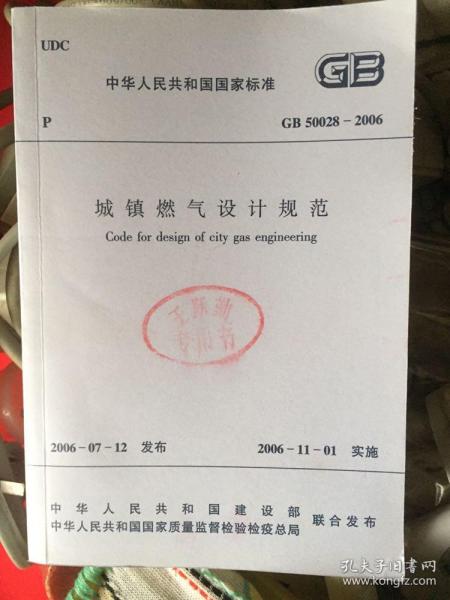 UDC
GB
中华人民共和国国家标准
P
GB 50028-2006
城镇燃气设计规范
Code for design of city gas engineering
专用书
2006-07-12 发布
2006-11-01 实施
中华人民共和国建设部
中华人民共和国国家质量监督检验检疫总局
联合发布
孔夫子旧书网
www.kongfz.com